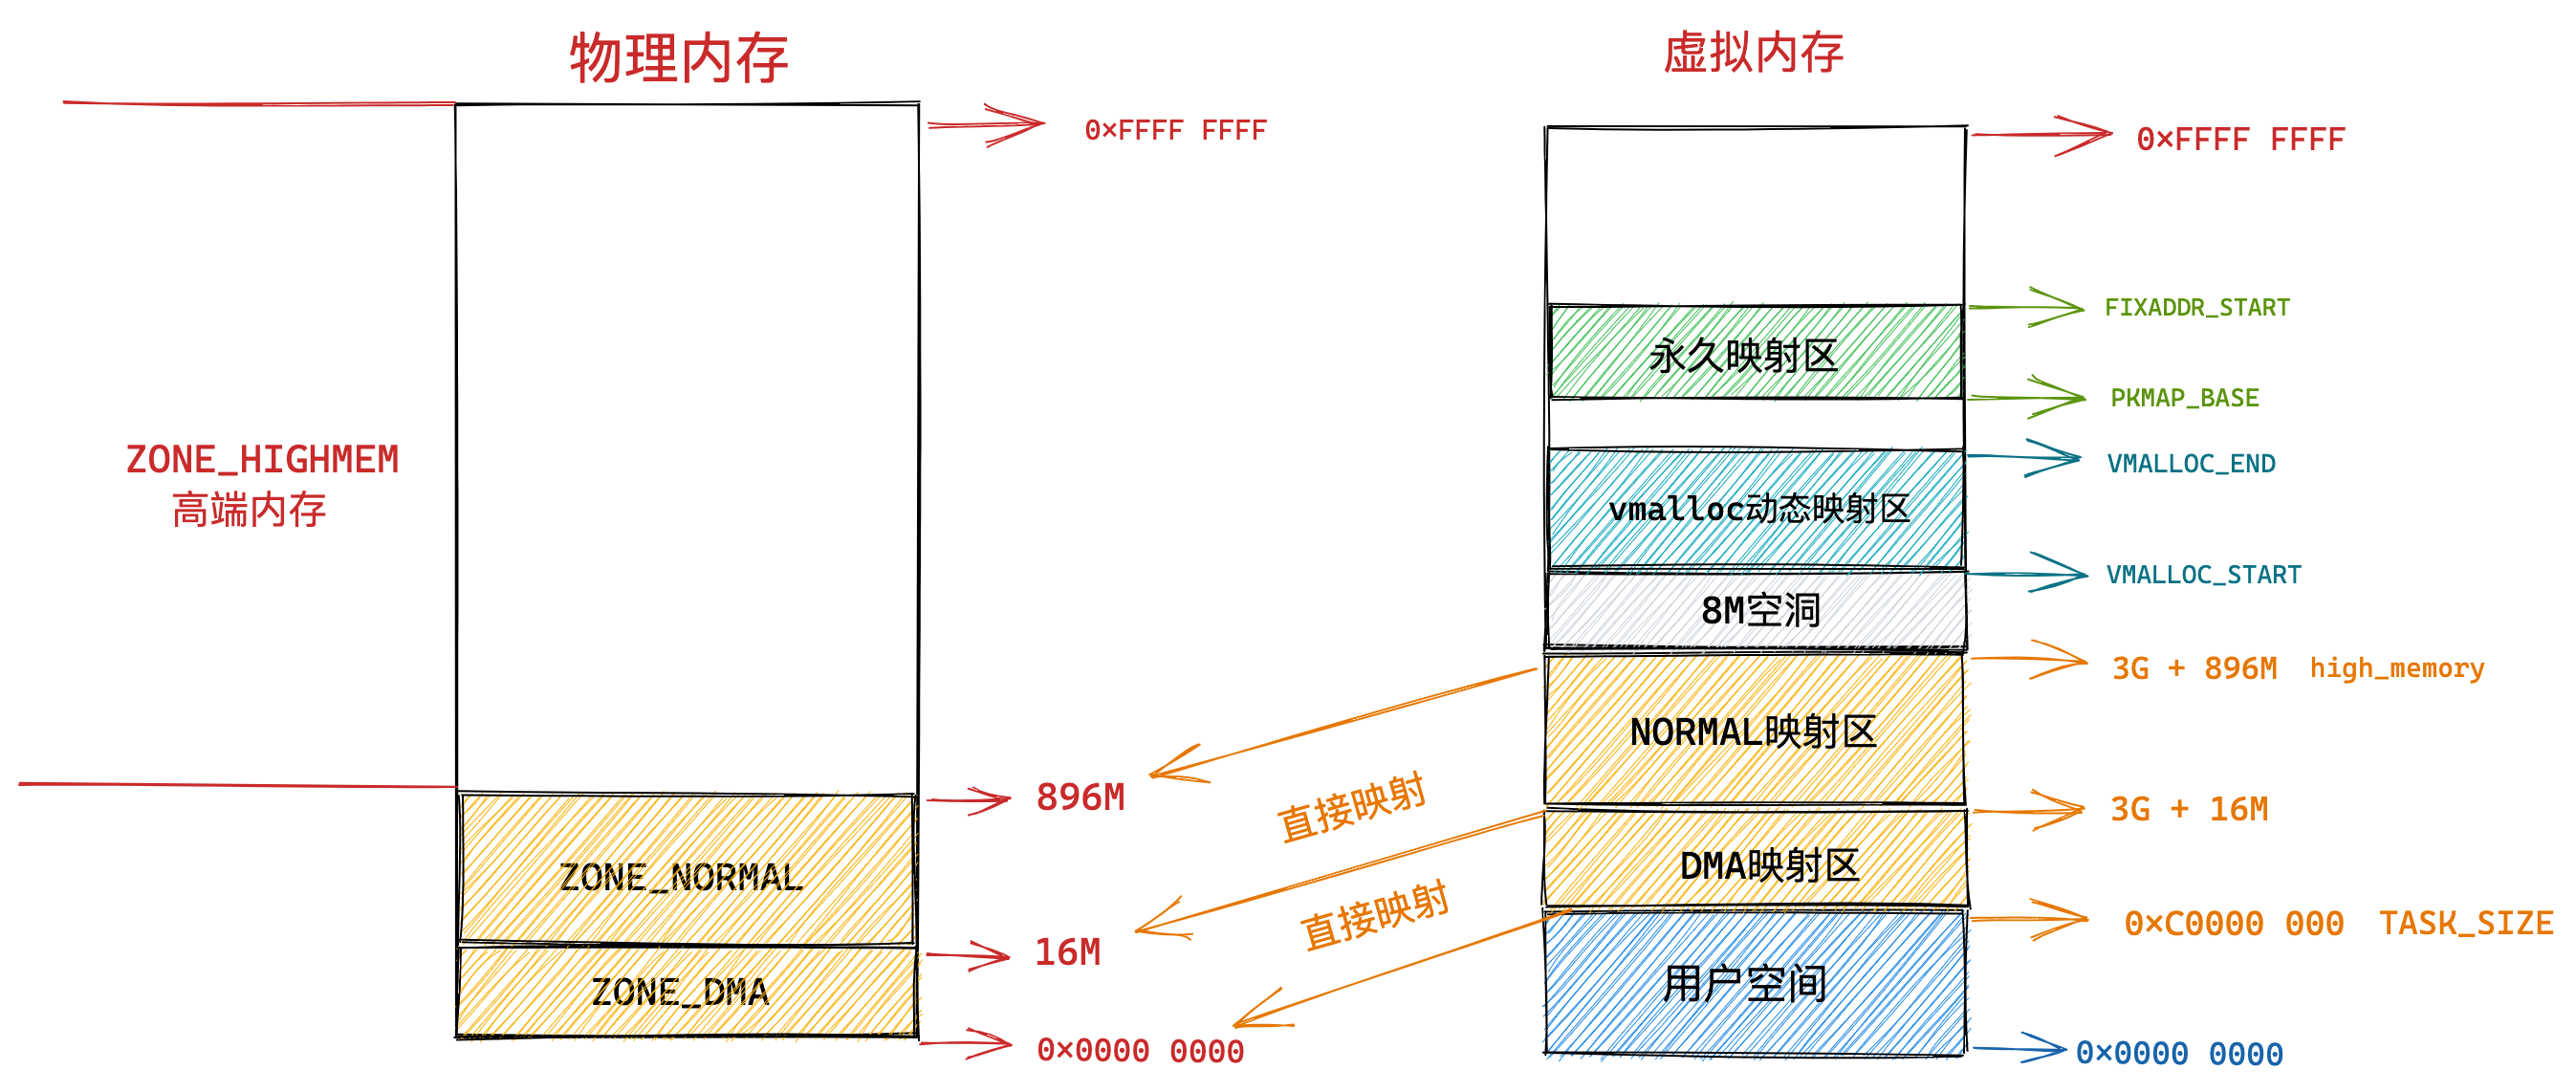 物理内存
虚拟内存
0×FFFF FFFF
0×FFFF FFFF
FIXADDR_START
永久映射区
PKMAP_BASE
ZONE_HIGHMEM
高端内存
VMALLOC_END
vmalloc动态映射区
VMALLOC_START
8M空洞
3G + 896M high_memory
NORMAL映射区
896M
直接映射
3G + 16M
ZONE_NORMAL
DMA映射区
直接映射
0×C0000 000 TASK_SIZE
16M
ZONE_DMA
用户空间
0×0000 0000
0×0000 0000